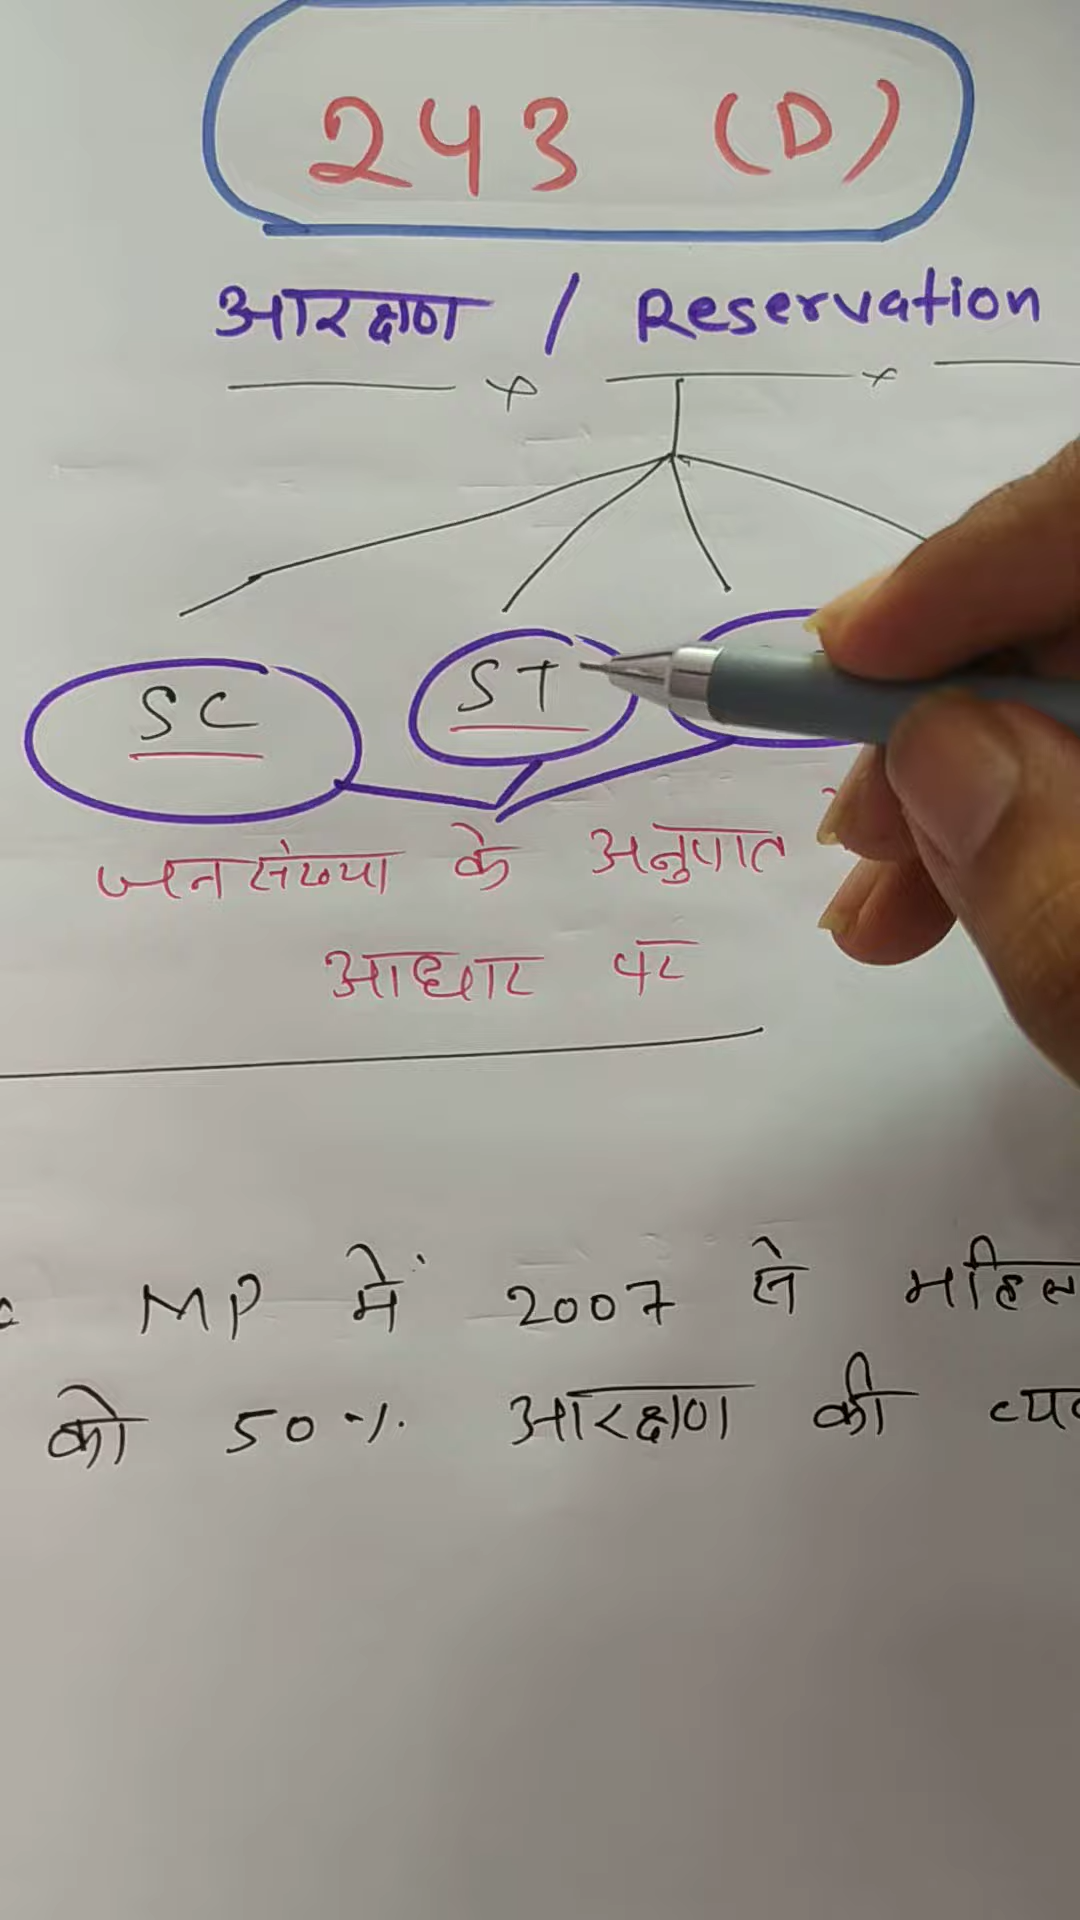 243 (D)
आरक्षण / Reservation
SC ST
जनसंख्या के अनुपात
आधार पर
MP में 2007 से
को 50% आरक्षण की